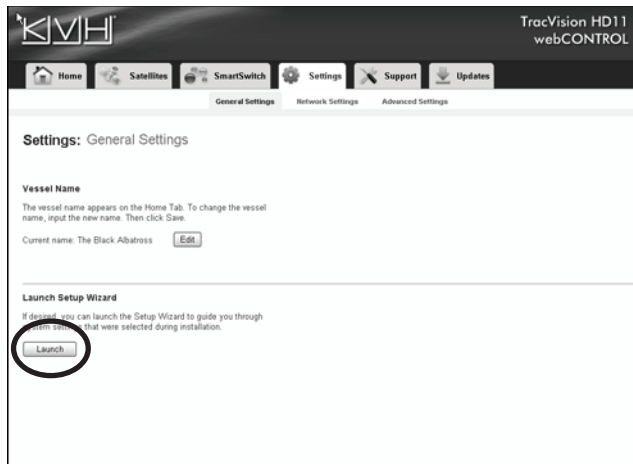 KVH
TracVision HD11
webCONTROL
Home Satellites SmartSwitch Settings Support Updates
General Settings Network Settings Advanced Settings
Settings: General Settings
Vessel Name
The vessel name appears on the Home Tab. To change the vessel
name, input the new name. Then click Save.
Current name: The Black Albatross Edit
Launch Setup Wizard
If desired, you can launch the Setup Wizard to guide you through
system settings that were selected during installation.
Launch